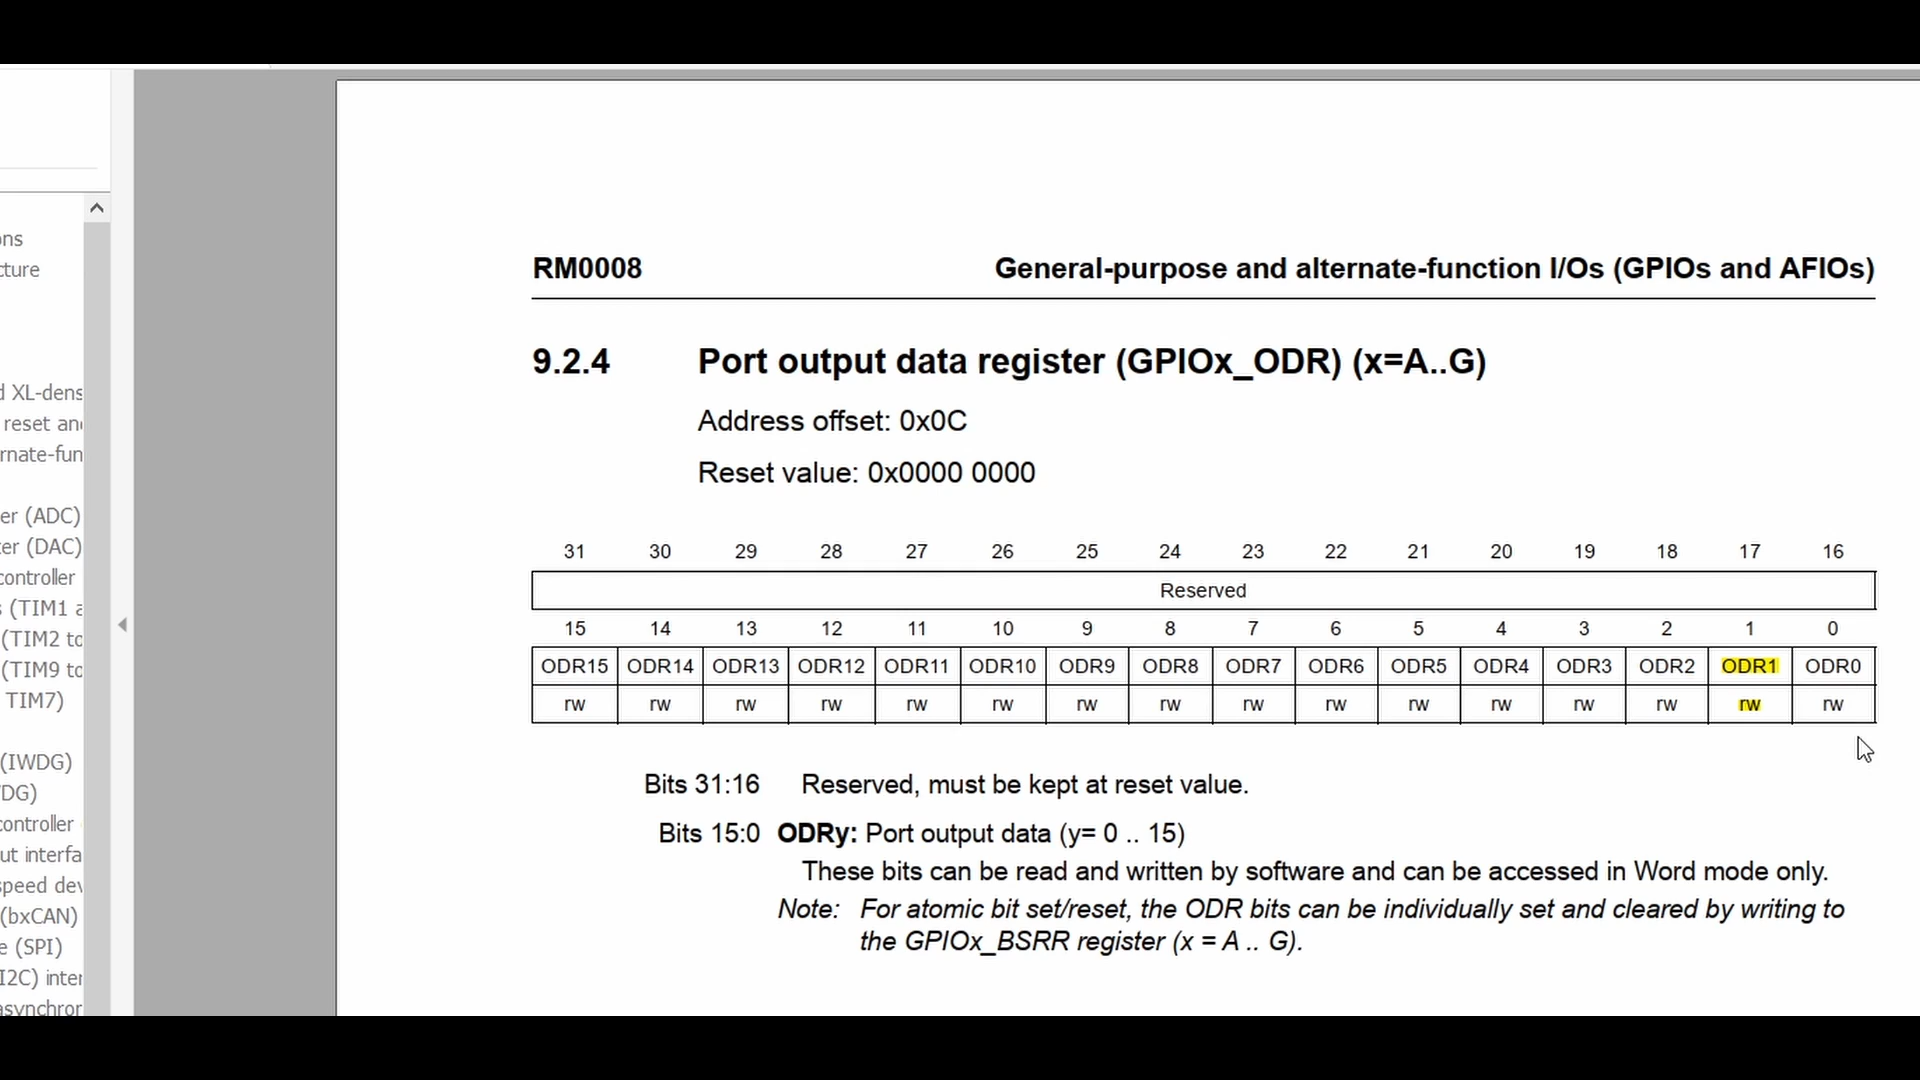 ons
cture
d XL-dens
reset and
rnate-fun
er (ADC)
ter (DAC)
controller
s (TIM1 a
(TIM2 to
(TIM9 to
TIM7)
(IWDG)
DG)
controller
ut interfa
speed dev
(bxCAN)
e (SPI)
I2C) inter
asynchror
RM0008 General-purpose and alternate-function I/Os (GPIOs and AFIOs)
9.2.4 Port output data register (GPIOx_ODR) (x=A..G)
Address offset: 0x0C
Reset value: 0x0000 0000
31 30 29 28 27 26 25 24 23 22 21 20 19 18 17 16
Reserved
15 14 13 12 11 10 9 8 7 6 5 4 3 2 1 0
ODR15 ODR14 ODR13 ODR12 ODR11 ODR10 ODR9 ODR8 ODR7 ODR6 ODR5 ODR4 ODR3 ODR2 ODR1 ODR0
rw rw rw rw rw rw rw rw rw rw rw rw rw rw rw rw
Bits 31:16 Reserved, must be kept at reset value.
Bits 15:0 ODRy: Port output data (y= 0 .. 15)
These bits can be read and written by software and can be accessed in Word mode only.
Note: For atomic bit set/reset, the ODR bits can be individually set and cleared by writing to
the GPIOx_BSRR register (x = A .. G).